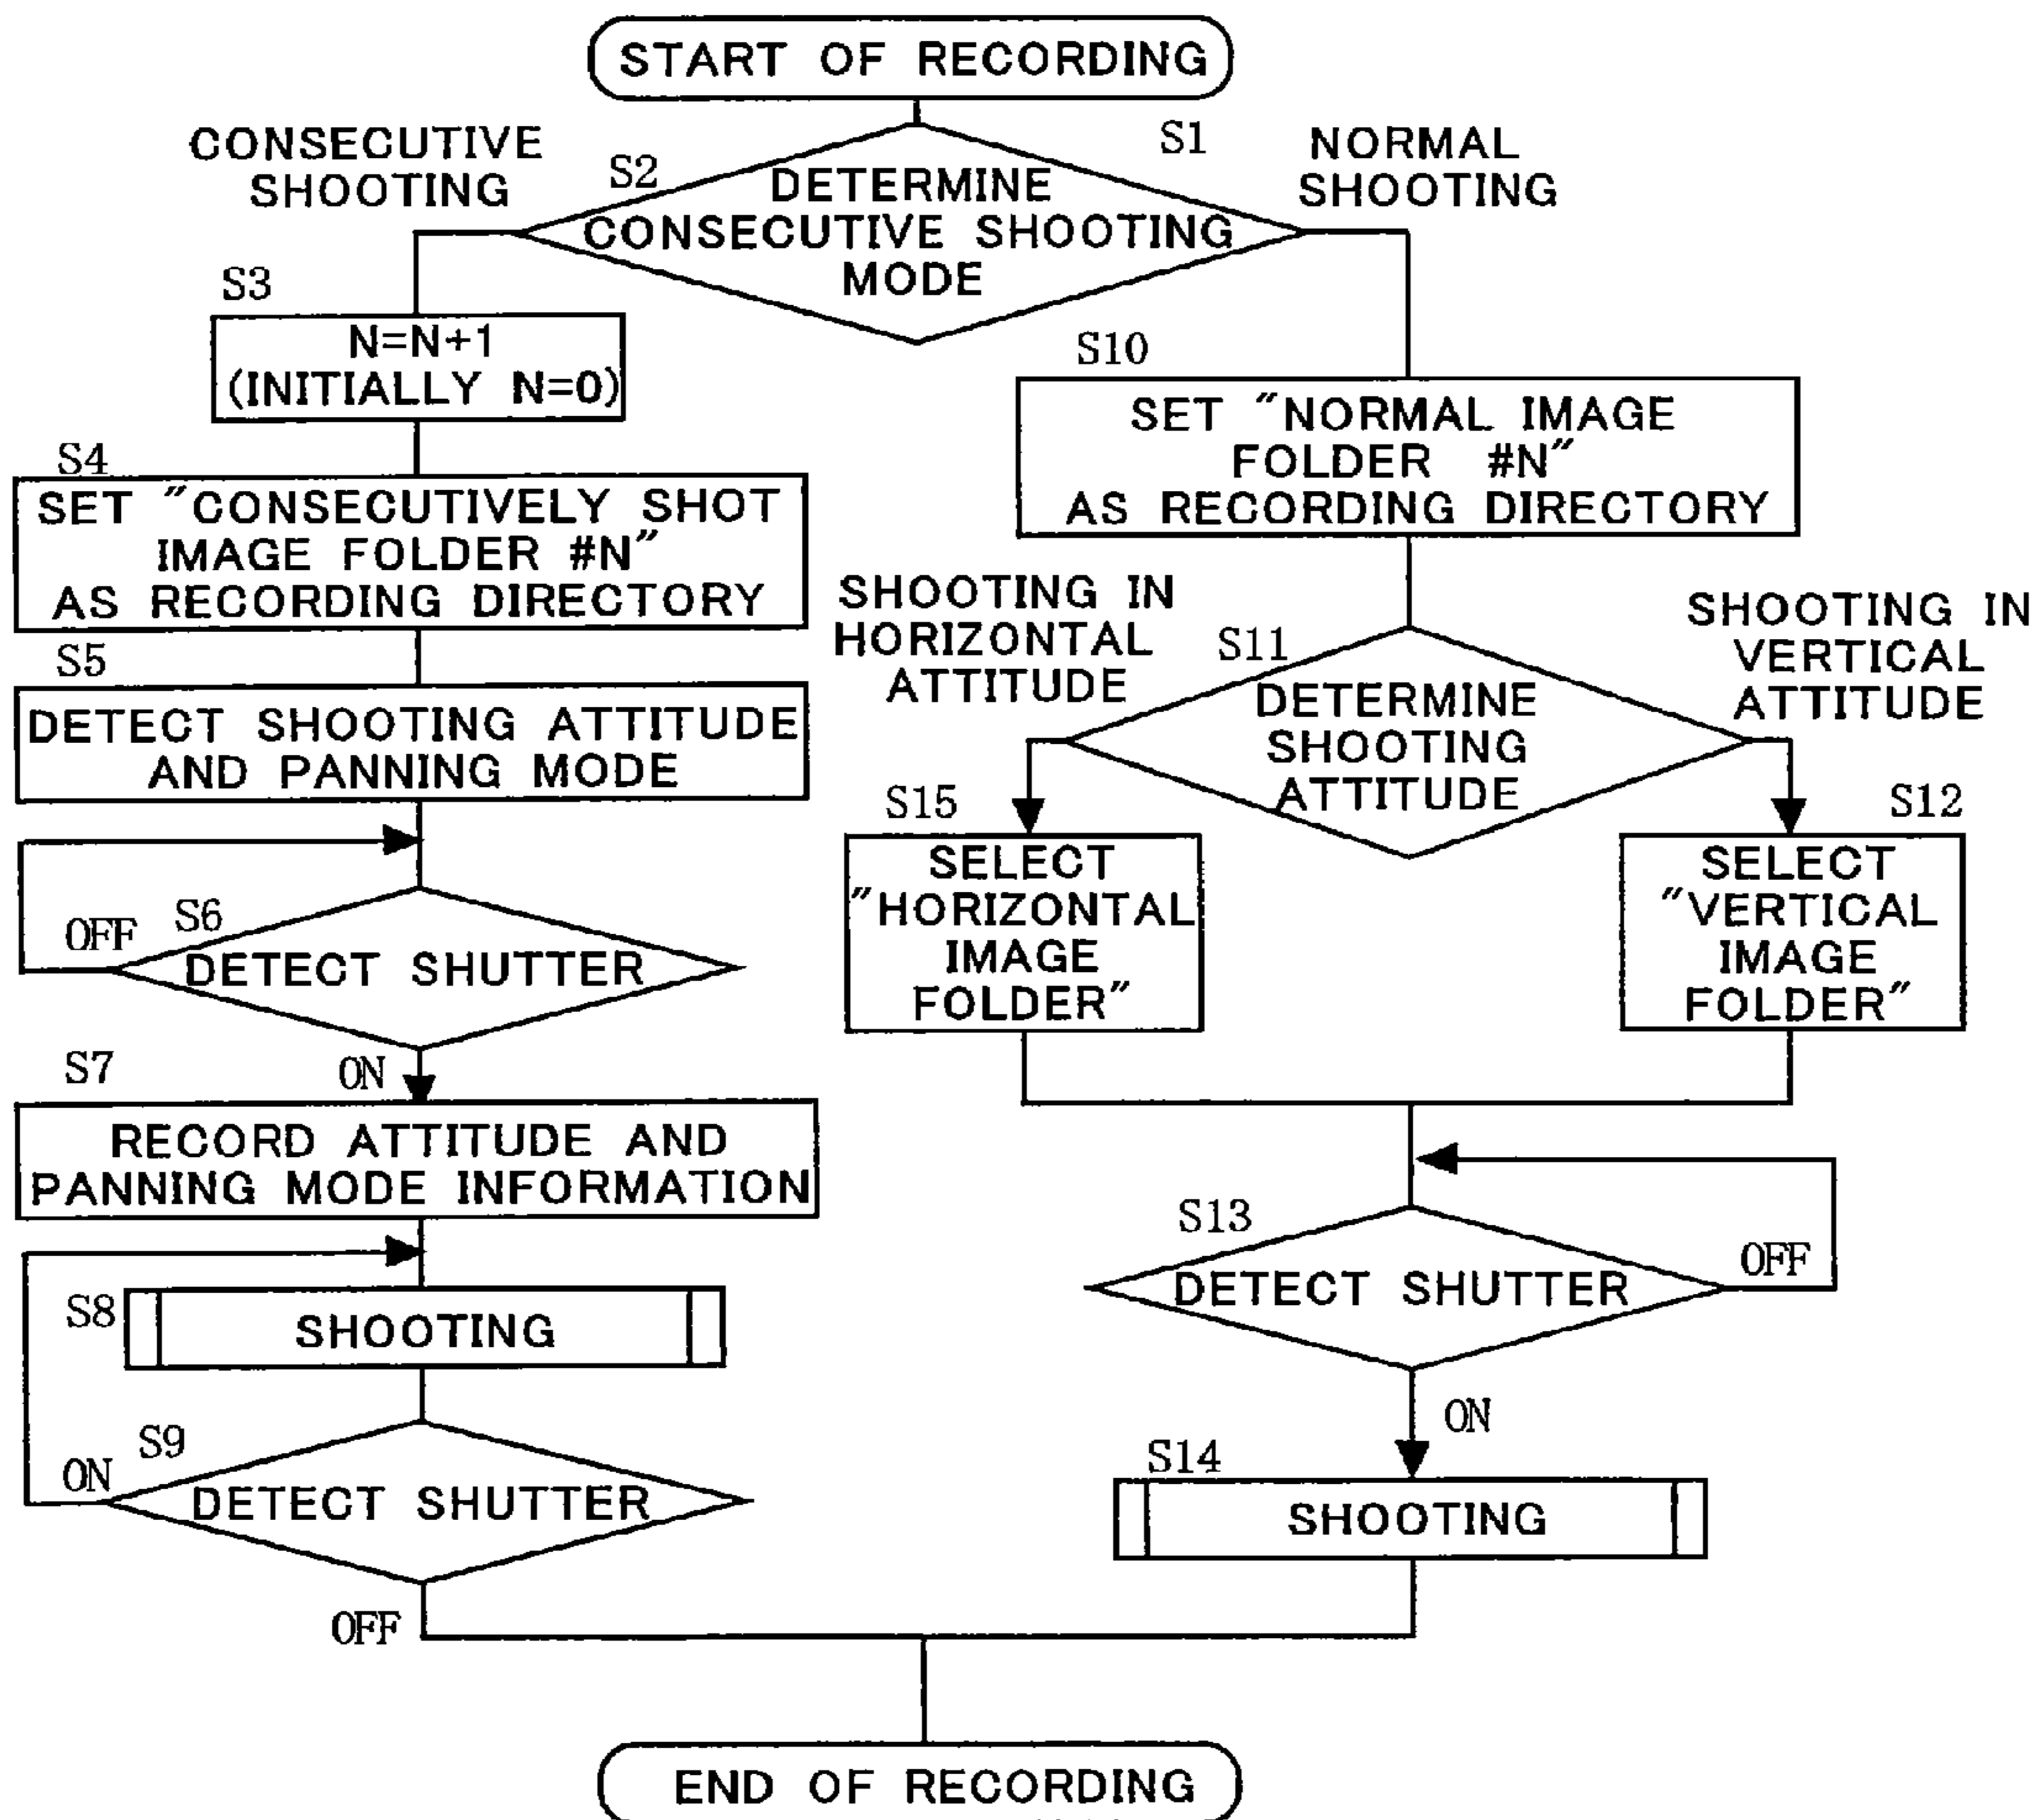 START OF RECORDING
CONSECUTIVE
SHOOTING
S2
S1
NORMAL
SHOOTING
DETERMINE
CONSECUTIVE SHOOTING
MODE
S3
N=N+1
(INITIALLY N=0)
S4
SET "CONSECUTIVELY SHOT
IMAGE FOLDER #N"
AS RECORDING DIRECTORY
S5
DETECT SHOOTING ATTITUDE
AND PANNING MODE
S6
OFF
DETECT SHUTTER
ON
S7
RECORD ATTITUDE AND
PANNING MODE INFORMATION
S8
SHOOTING
S9
ON
DETECT SHUTTER
OFF
S10
SET "NORMAL IMAGE
FOLDER #N"
AS RECORDING DIRECTORY
SHOOTING IN
HORIZONTAL
ATTITUDE
S11
SHOOTING IN
VERTICAL
ATTITUDE
DETERMINE
SHOOTING
ATTITUDE
S15
SELECT
"HORIZONTAL
IMAGE
FOLDER"
S12
SELECT
"VERTICAL
IMAGE
FOLDER"
S13
DETECT SHUTTER
OFF
ON
S14
SHOOTING
END OF RECORDING